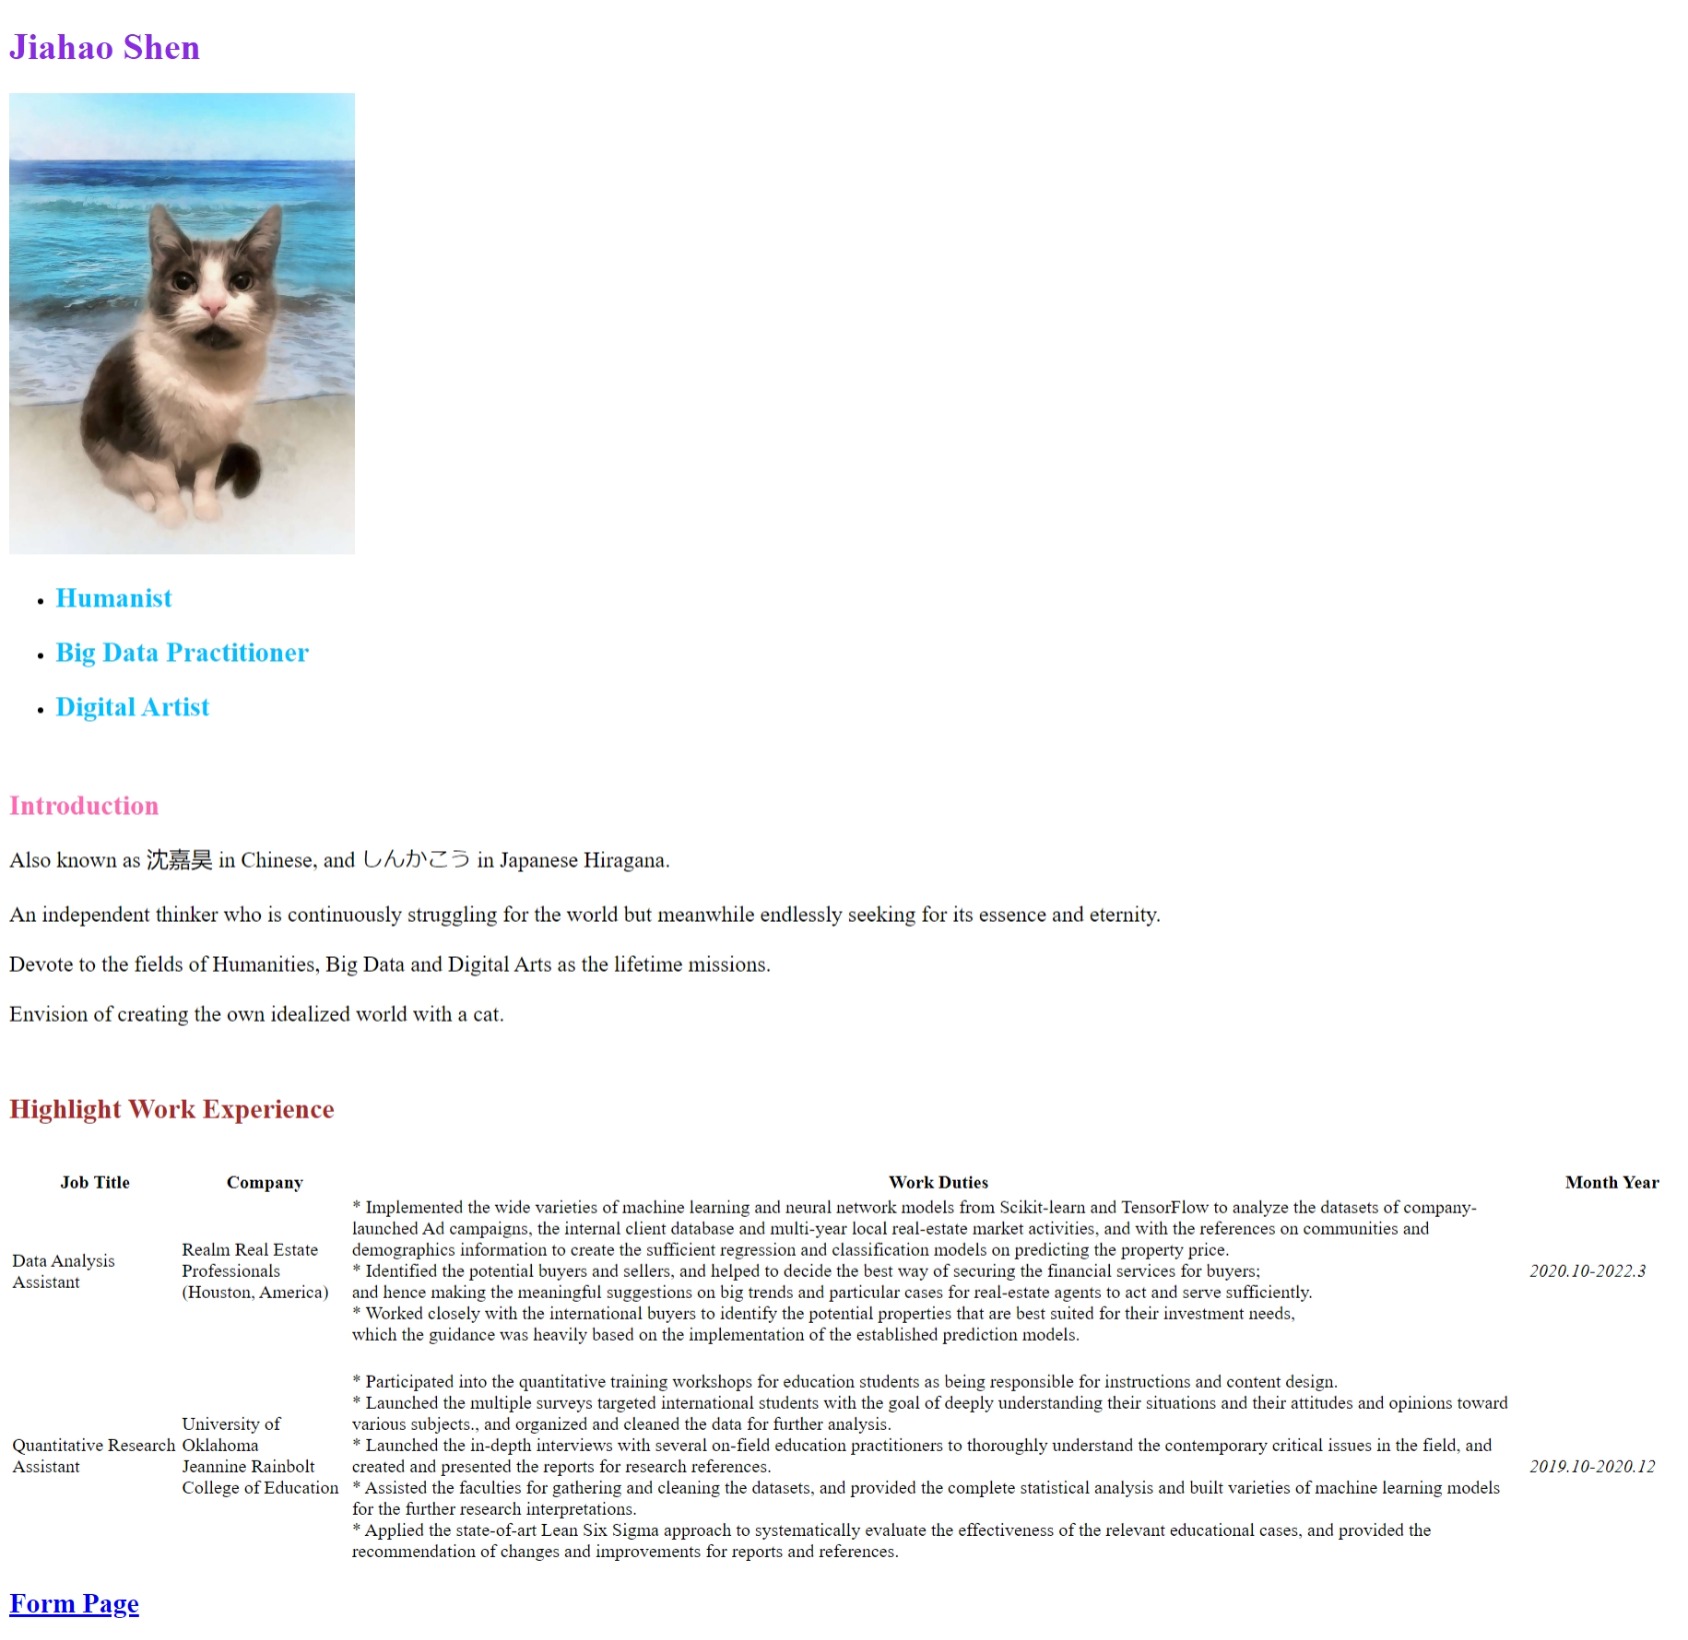 Jiahao Shen
• Humanist
• Big Data Practitioner
• Digital Artist
Introduction
Also known as 沈嘉昊 in Chinese, and しんかこう in Japanese Hiragana.
An independent thinker who is continuously struggling for the world but meanwhile endlessly seeking for its essence and eternity.
Devote to the fields of Humanities, Big Data and Digital Arts as the lifetime missions.
Envision of creating the own idealized world with a cat.
Highlight Work Experience
Job Title Company Work Duties Month Year
Data Analysis
Assistant
Realm Real Estate
Professionals
(Houston, America)
* Implemented the wide varieties of machine learning and neural network models from Scikit-learn and TensorFlow to analyze the datasets of company-
launched Ad campaigns, the internal client database and multi-year local real-estate market activities, and with the references on communities and
demographics information to create the sufficient regression and classification models on predicting the property price.
* Identified the potential buyers and sellers, and helped to decide the best way of securing the financial services for buyers;
and hence making the meaningful suggestions on big trends and particular cases for real-estate agents to act and serve sufficiently.
* Worked closely with the international buyers to identify the potential properties that are best suited for their investment needs,
which the guidance was heavily based on the implementation of the established prediction models.
2020.10-2022.3
Quantitative Research
Assistant
University of
Oklahoma
Jeannine Rainbolt
College of Education
* Participated into the quantitative training workshops for education students as being responsible for instructions and content design.
* Launched the multiple surveys targeted international students with the goal of deeply understanding their situations and their attitudes and opinions toward
various subjects., and organized and cleaned the data for further analysis.
* Launched the in-depth interviews with several on-field education practitioners to thoroughly understand the contemporary critical issues in the field, and
created and presented the reports for research references.
* Assisted the faculties for gathering and cleaning the datasets, and provided the complete statistical analysis and built varieties of machine learning models
for the further research interpretations.
* Applied the state-of-art Lean Six Sigma approach to systematically evaluate the effectiveness of the relevant educational cases, and provided the
recommendation of changes and improvements for reports and references.
2019.10-2020.12
Form Page